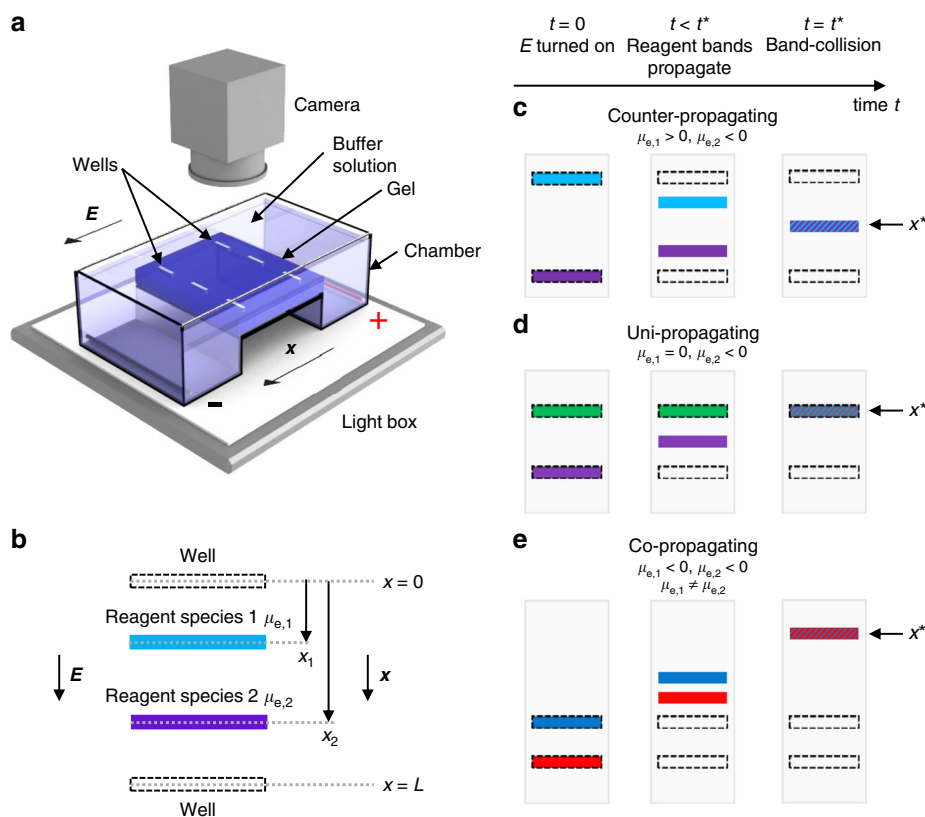 a
Camera
Buffer
solution
Wells
Gel
E
Chamber
+
x
-
Light box
b
Well
x = 0
Reagent species 1 μe,1
x1
E
x
Reagent species 2 μe,2
x2
x = L
Well
t = 0
E turned on
t < t*
Reagent bands
propagate
t = t*
Band-collision
time t
c
Counter-propagating
μe,1 > 0, μe,2 < 0
x*
d
Uni-propagating
μe,1 = 0, μe,2 < 0
x*
e
Co-propagating
μe,1 < 0, μe,2 < 0
μe,1 ≠ μe,2
x*